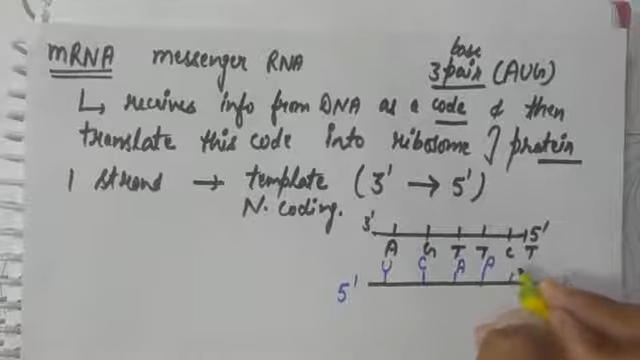 mRNA messenger RNA
base
3 pair (AUG)
↳ recieves info from DNA as a code & then
translate this code into ribosome } protein
1 strand → template (3' → 5')
N. coding.
3' 5'
A G T T C T
U C A A
5'